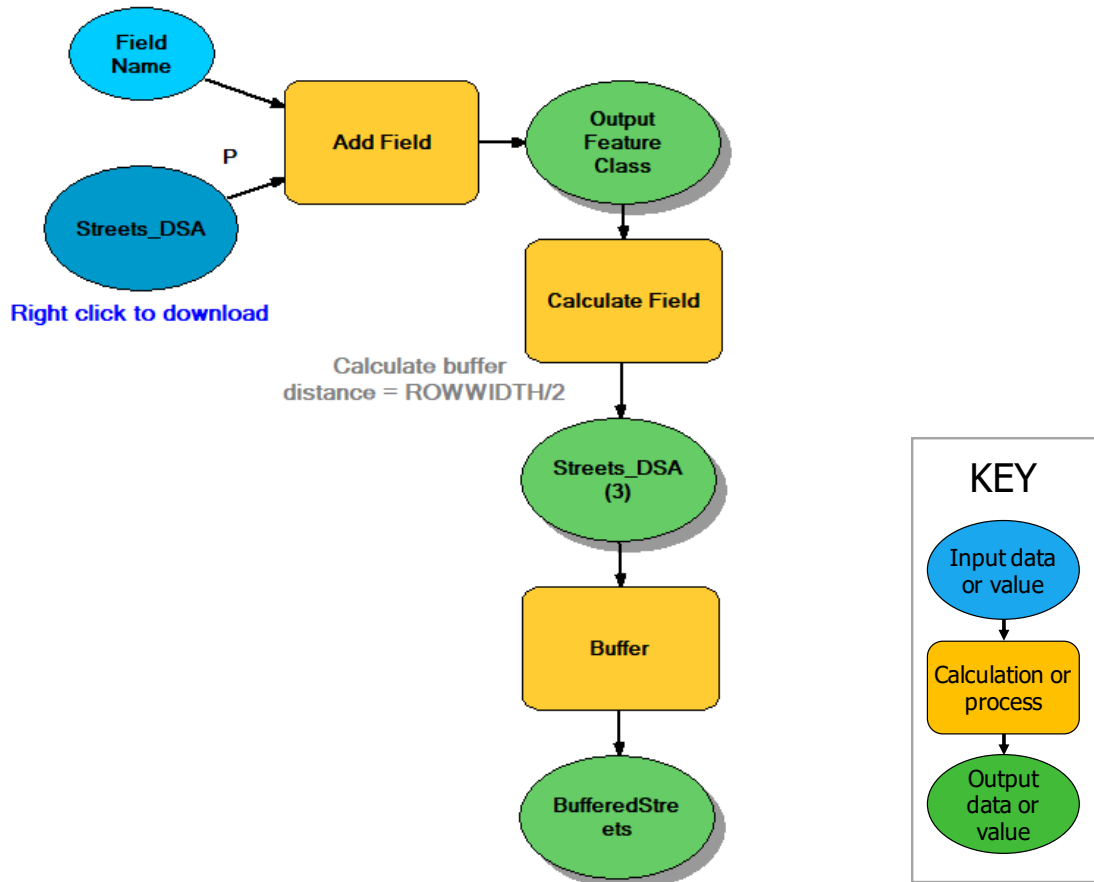 Field
Name
Add Field
Output
Feature
Class
P
Streets_DSA
Right click to download
Calculate Field
Calculate buffer
distance = ROWWIDTH/2
Streets_DSA
(3)
Buffer
BufferedStre
ets
KEY
Input data
or value
Calculation or
process
Output
data or
value